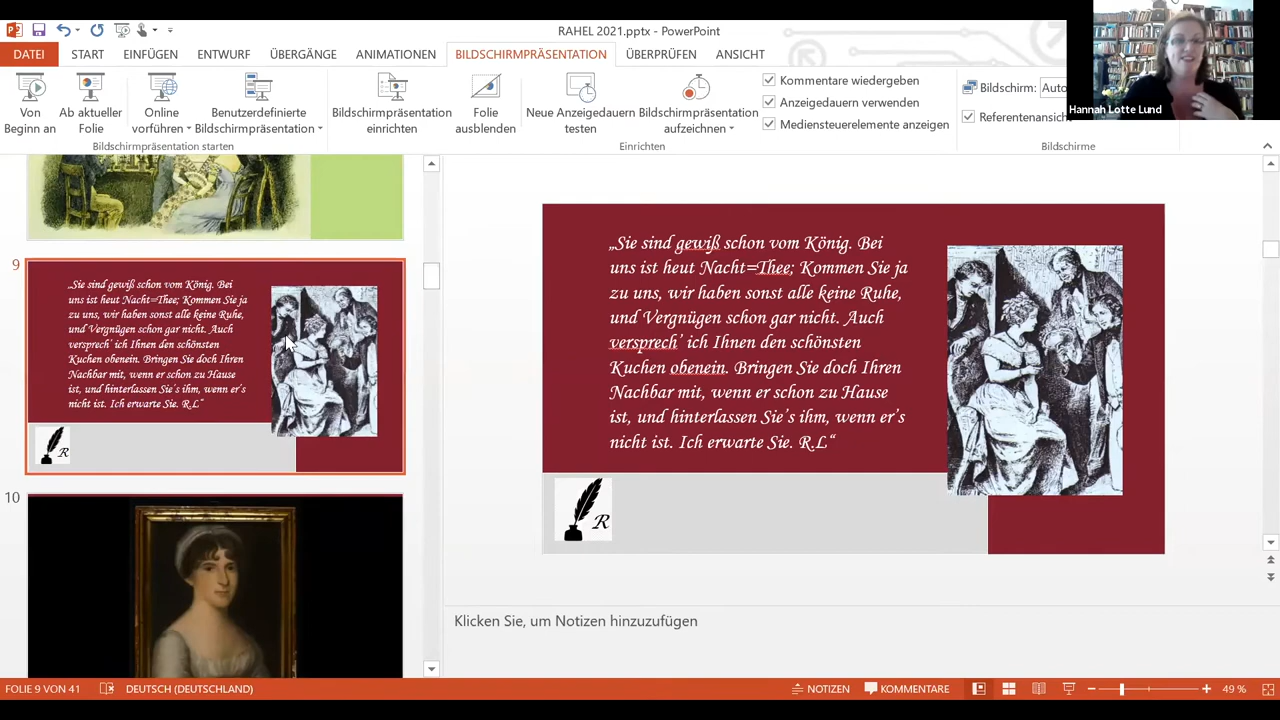 RAHEL 2021.pptx - PowerPoint
DATEI START EINFÜGEN ENTWURF ÜBERGÄNGE ANIMATIONEN BILDSCHIRMPRÄSENTATION ÜBERPRÜFEN ANSICHT
Von Beginn an
Ab aktueller Folie
Online vorführen
Benutzerdefinierte Bildschirmpräsentation
Bildschirmpräsentation einrichten
Folie ausblenden
Neue Anzeigedauern testen
Bildschirmpräsentation aufzeichnen
Kommentare wiedergeben
Anzeigedauern verwenden
Mediensteuerelemente anzeigen
Bildschirm: Auto
Referentenansicht
Bildschirmpräsentation starten
Einrichten
Bildschirme
Hannah Lotte Lund
9
„Sie sind gewiß schon vom König. Bei
uns ist heut Nacht=Thee; Kommen Sie ja
zu uns, wir haben sonst alle keine Ruhe,
und Vergnügen schon gar nicht. Auch
versprech’ ich Ihnen den schönsten
Kuchen obenein. Bringen Sie doch Ihren
Nachbar mit, wenn er schon zu Hause
ist, und hinterlassen Sie’s ihm, wenn er’s
nicht ist. Ich erwarte Sie. R.L“
R
10
„Sie sind gewiß schon vom König. Bei
uns ist heut Nacht=Thee; Kommen Sie ja
zu uns, wir haben sonst alle keine Ruhe,
und Vergnügen schon gar nicht. Auch
versprech’ ich Ihnen den schönsten
Kuchen obenein. Bringen Sie doch Ihren
Nachbar mit, wenn er schon zu Hause
ist, und hinterlassen Sie’s ihm, wenn er’s
nicht ist. Ich erwarte Sie. R.L“
R
Klicken Sie, um Notizen hinzuzufügen
FOLIE 9 VON 41 DEUTSCH (DEUTSCHLAND) NOTIZEN KOMMENTARE 49 %